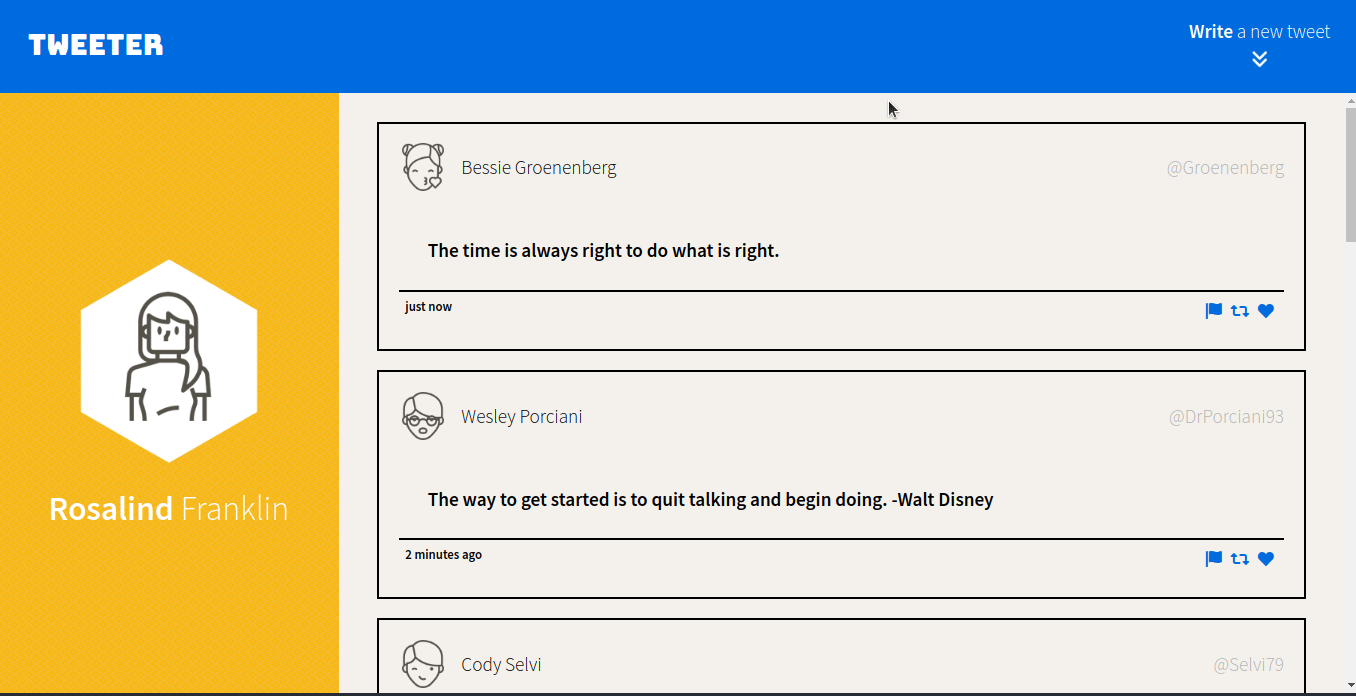 TWEETER
Write a new tweet
Rosalind Franklin
Bessie Groenenberg
@Groenenberg
The time is always right to do what is right.
just now
Wesley Porciani
@DrPorciani93
The way to get started is to quit talking and begin doing. -Walt Disney
2 minutes ago
Cody Selvi
@Selvi79